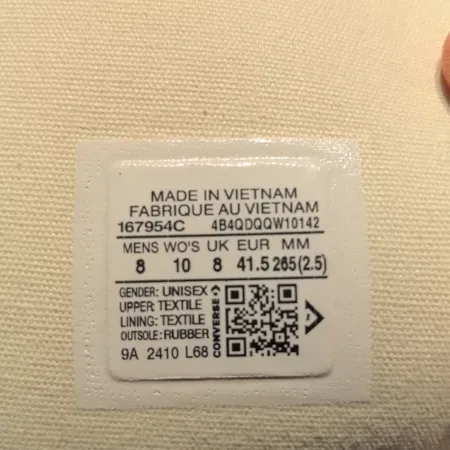 MADE IN VIETNAM
FABRIQUE AU VIETNAM
167954C 4B4QDQQW10142
MENS WO'S UK EUR MM
8 10 8 41.5 265(2.5)
GENDER: UNISEX
UPPER: TEXTILE
LINING: TEXTILE
OUTSOLE: RUBBER
9A 2410 L68
CONVERSE